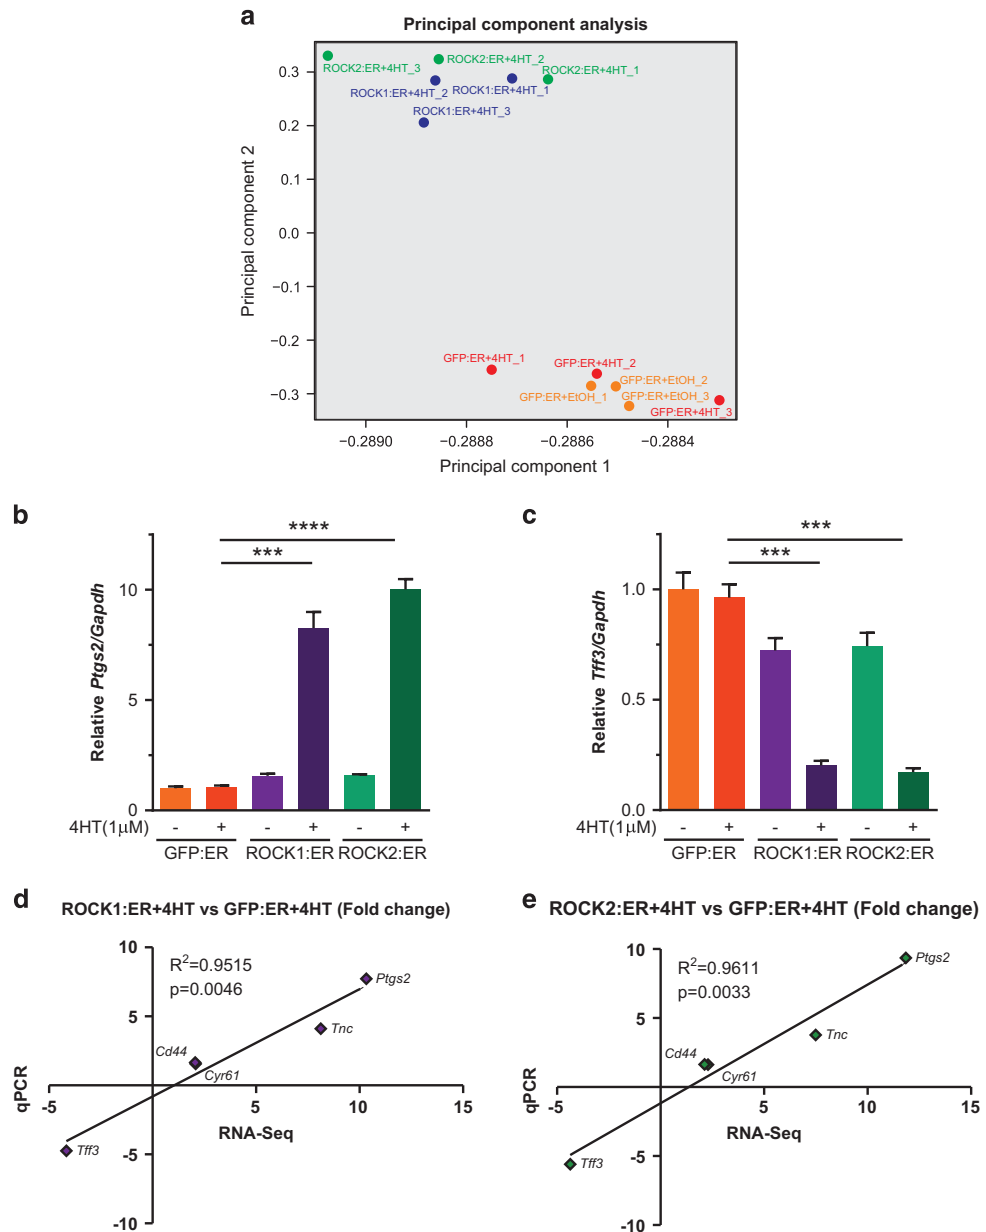 a
Principal component analysis
Principal component 2
0.3
0.2
0.1
0.0
−0.1
−0.2
−0.3
ROCK2:ER+4HT_3
ROCK2:ER+4HT_2
ROCK2:ER+4HT_1
ROCK1:ER+4HT_2
ROCK1:ER+4HT_1
ROCK1:ER+4HT_3
GFP:ER+4HT_1
GFP:ER+4HT_2
GFP:ER+EtOH_2
GFP:ER+EtOH_1
GFP:ER+EtOH_3
GFP:ER+4HT_3
−0.2890
−0.2888
−0.2886
−0.2884
Principal component 1
b
Relative Ptgs2/Gapdh
10
5
0
****
***
4HT(1µM)
- + - + - +
GFP:ER ROCK1:ER ROCK2:ER
c
Relative Tff3/Gapdh
1.0
0.5
0.0
***
***
4HT(1µM)
- + - + - +
GFP:ER ROCK1:ER ROCK2:ER
d
ROCK1:ER+4HT vs GFP:ER+4HT (Fold change)
R2=0.9515
p=0.0046
qPCR
10
5
-5
-10
-5 5 10 15
RNA-Seq
Ptgs2
Tnc
Cd44
Cyr61
Tff3
e
ROCK2:ER+4HT vs GFP:ER+4HT (Fold change)
R2=0.9611
p=0.0033
qPCR
10
5
-5
-10
-5 5 10 15
RNA-Seq
Ptgs2
Tnc
Cd44
Cyr61
Tff3